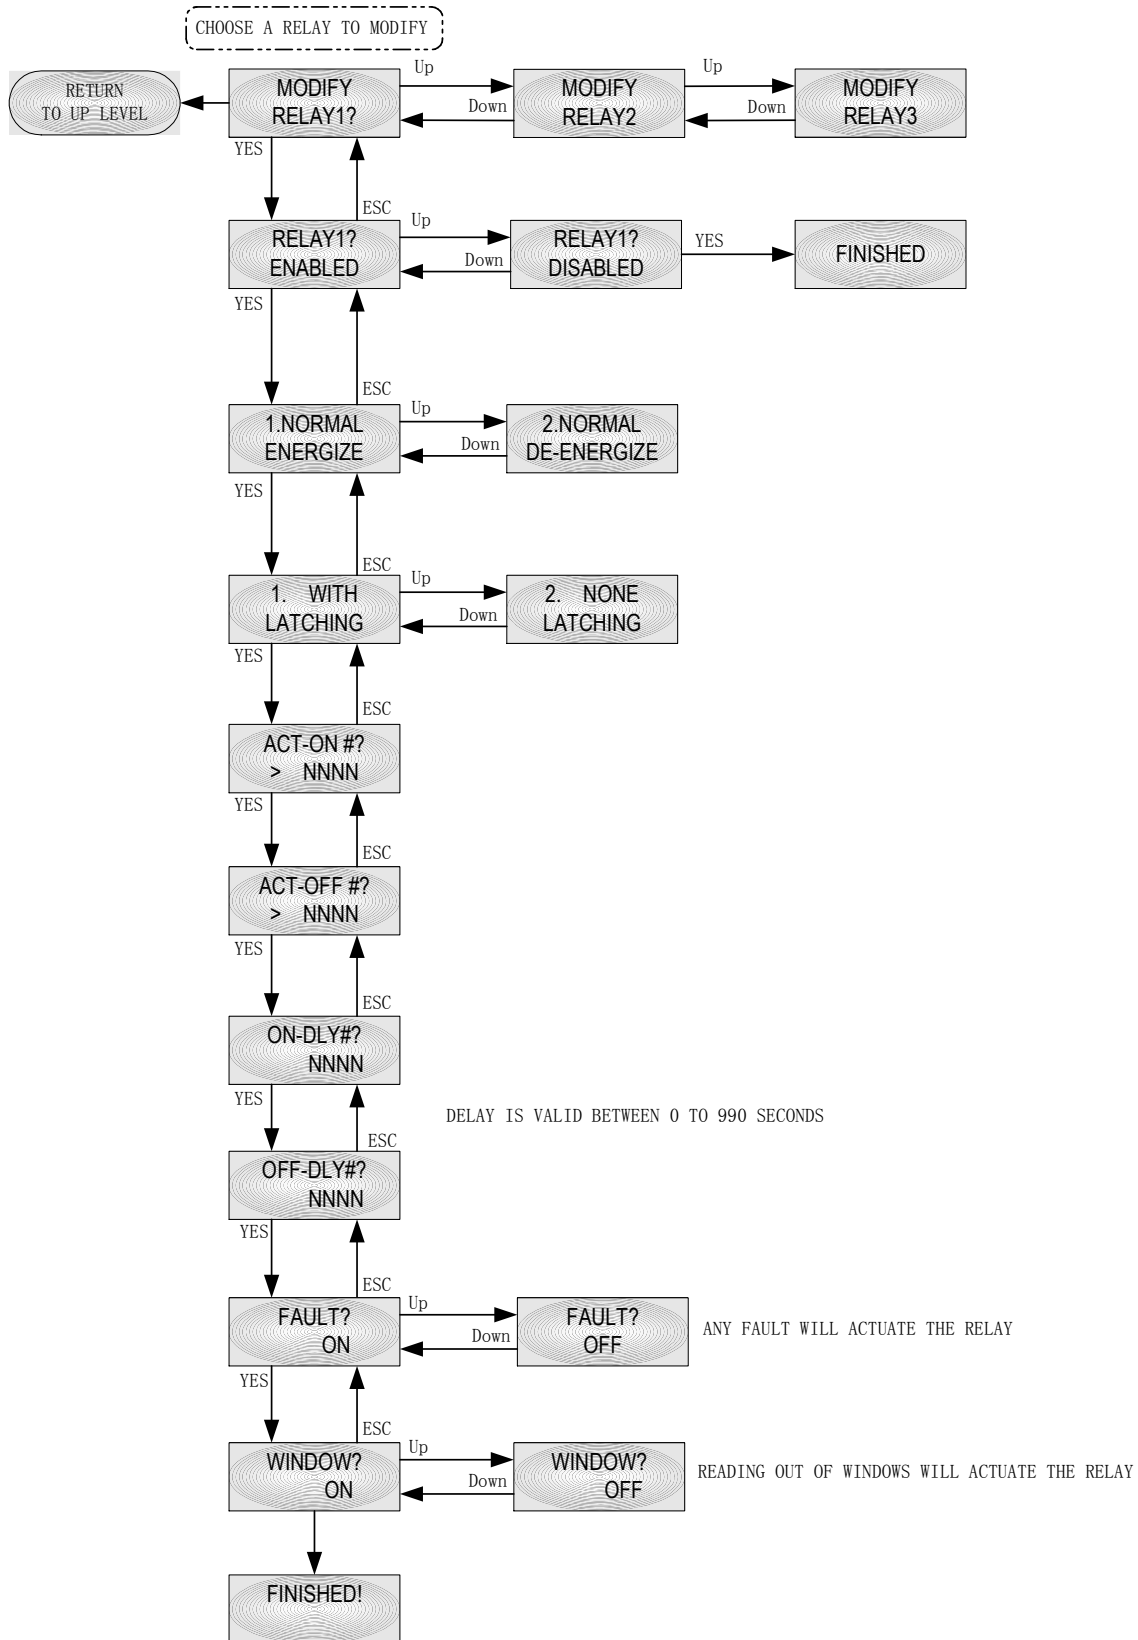 CHOOSE A RELAY TO MODIFY
RETURN
TO UP LEVEL
MODIFY
RELAY1?
Up
Down
MODIFY
RELAY2
Up
Down
MODIFY
RELAY3
YES
ESC
RELAY1?
ENABLED
Up
Down
RELAY1?
DISABLED
YES
FINISHED
YES
ESC
1.NORMAL
ENERGIZE
Up
Down
2.NORMAL
DE-ENERGIZE
YES
ESC
1. WITH
LATCHING
Up
Down
2. NONE
LATCHING
YES
ESC
ACT-ON #?
> NNNN
YES
ESC
ACT-OFF #?
> NNNN
YES
ESC
ON-DLY#?
NNNN
YES
ESC
DELAY IS VALID BETWEEN 0 TO 990 SECONDS
OFF-DLY#?
NNNN
YES
ESC
FAULT?
ON
Up
Down
FAULT?
OFF
ANY FAULT WILL ACTUATE THE RELAY
YES
ESC
WINDOW?
ON
Up
Down
WINDOW?
OFF
READING OUT OF WINDOWS WILL ACTUATE THE RELAY
FINISHED!